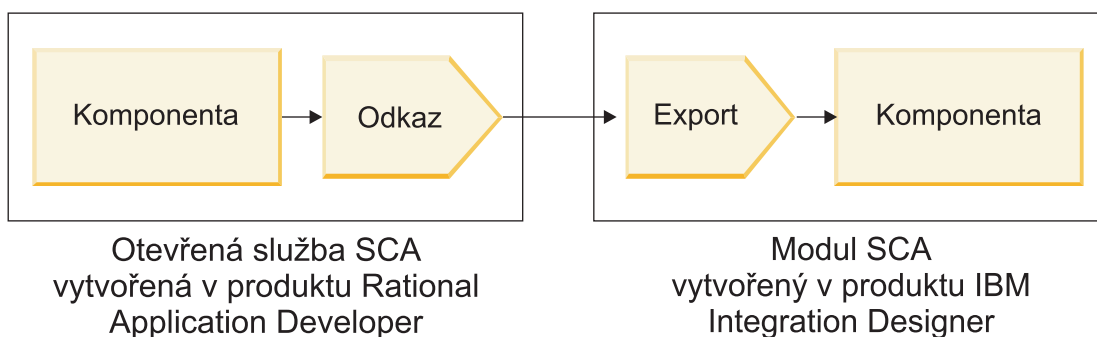 Komponenta
Odkaz
Export
Komponenta
Otevřená služba SCA
vytvořená v produktu Rational
Application Developer
Modul SCA
vytvořený v produktu IBM
Integration Designer